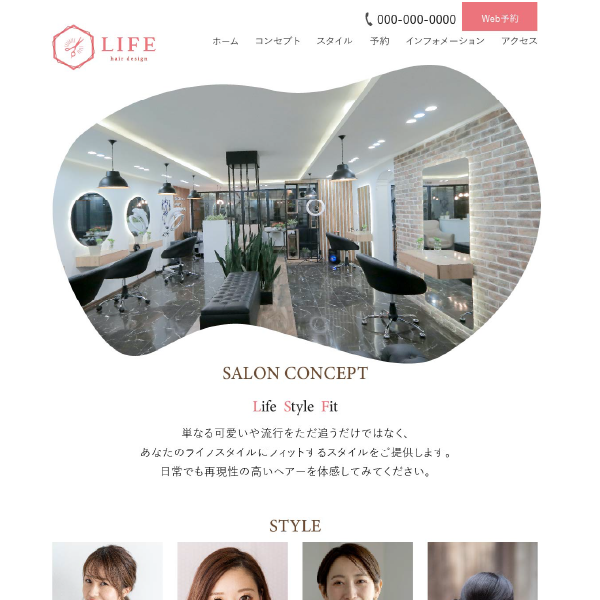 000-000-0000
Web予約
LIFE
hair design
ホーム コンセプト スタイル 予約 インフォメーション アクセス
SALON CONCEPT
Life Style Fit
単なる可愛いや流行をただ追うだけではなく、
あなたのライフスタイルにフィットするスタイルをご提供します。
日常でも再現性の高いヘアーを体感してみてください。
STYLE